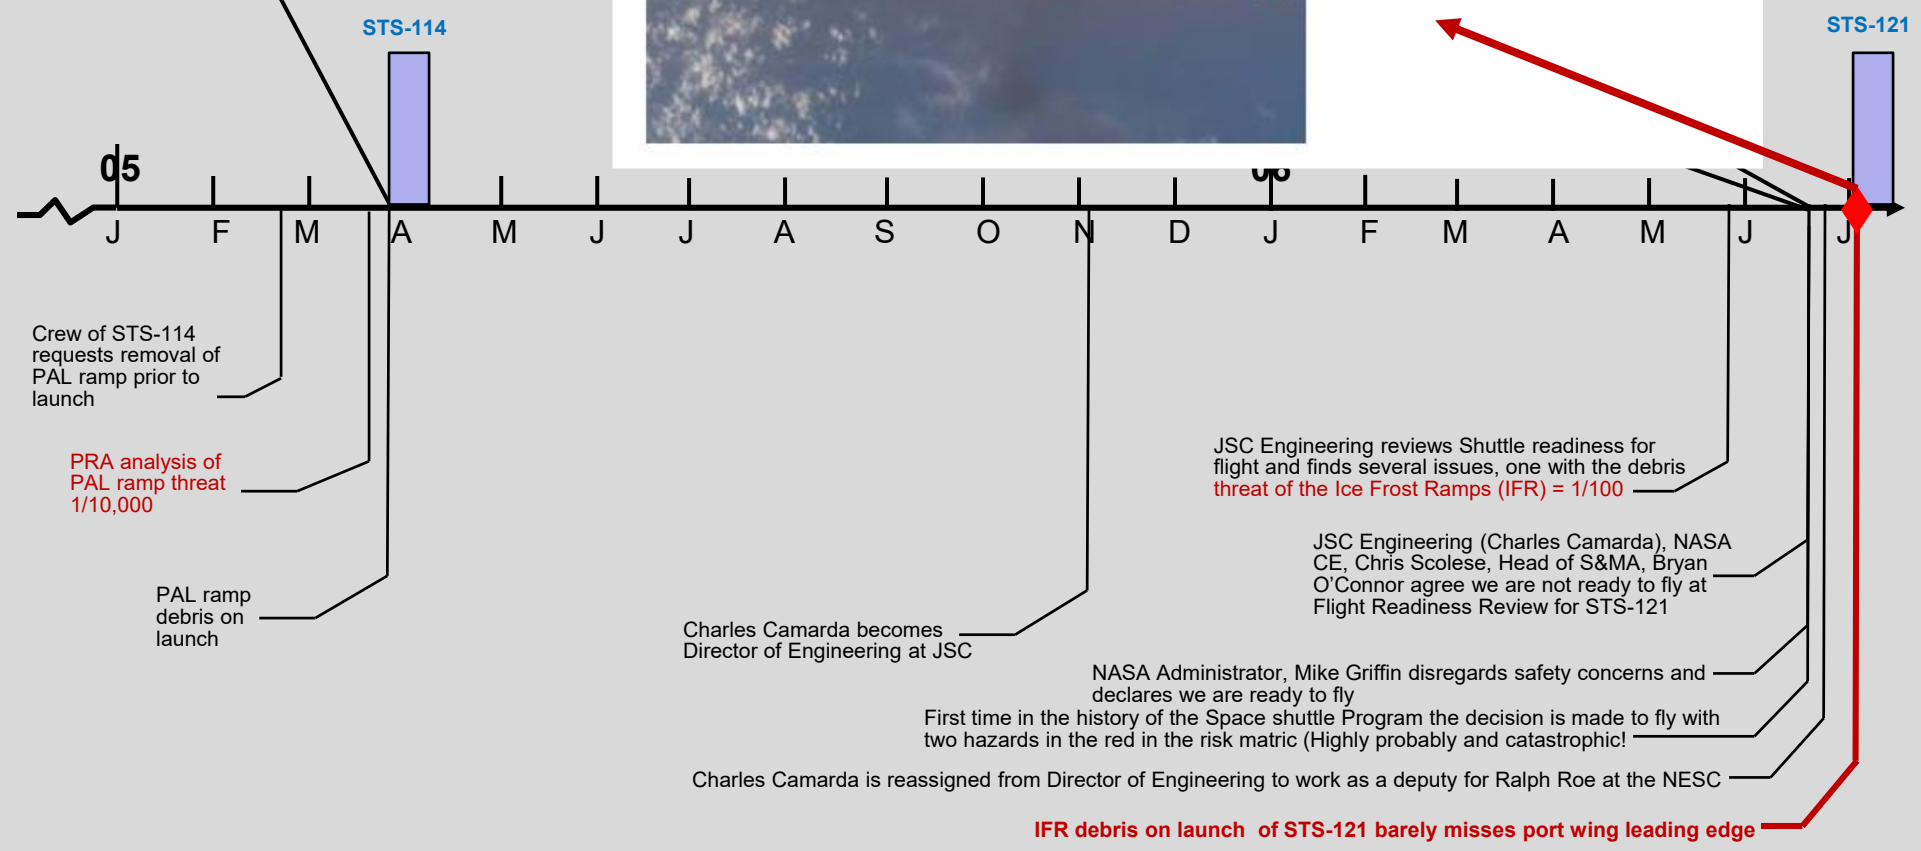 STS-114
STS-121
05
06
J F M A M J J A S O N D J F M A M J J
Crew of STS-114
requests removal of
PAL ramp prior to
launch
PRA analysis of
PAL ramp threat
1/10,000
PAL ramp
debris on
launch
Charles Camarda becomes
Director of Engineering at JSC
JSC Engineering reviews Shuttle readiness for
flight and finds several issues, one with the debris
threat of the Ice Frost Ramps (IFR) = 1/100
JSC Engineering (Charles Camarda), NASA
CE, Chris Scolese, Head of S&MA, Bryan
O’Connor agree we are not ready to fly at
Flight Readiness Review for STS-121
NASA Administrator, Mike Griffin disregards safety concerns and
declares we are ready to fly
First time in the history of the Space shuttle Program the decision is made to fly with
two hazards in the red in the risk matric (Highly probably and catastrophic!
Charles Camarda is reassigned from Director of Engineering to work as a deputy for Ralph Roe at the NESC
IFR debris on launch of STS-121 barely misses port wing leading edge